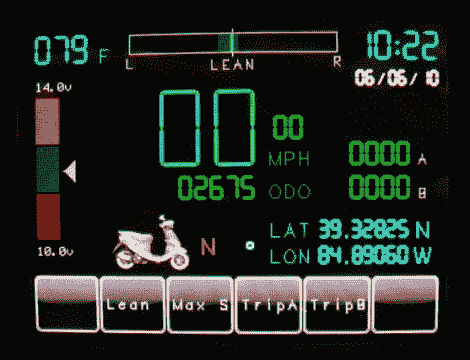 079 F
10:22
L LEAN R
06/06/10
14.0v
00
00
MPH
0000 A
02675 ODO
0000 B
LAT 39.32825 N
N
LON 84.89060 W
10.0v
Lean Max S TripA TripB